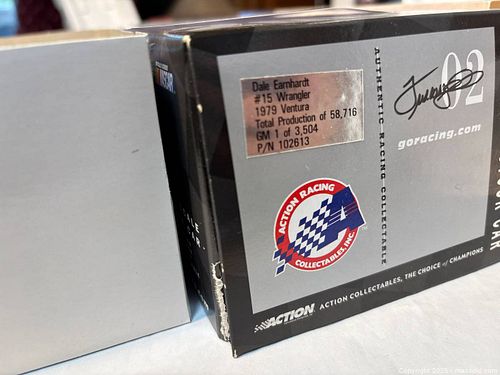 NASCAR
Dale Earnhardt
#15 Wrangler
1979 Ventura
Total Production of 58,716
GM 1 of 3,504
P/N 102613
AUTHENTIC RACING COLLECTABLE
02
goracing.com
ACTION RACING
COLLECTABLES, INC.
ACTION
ACTION COLLECTABLES, THE CHOICE of CHAMPIONS